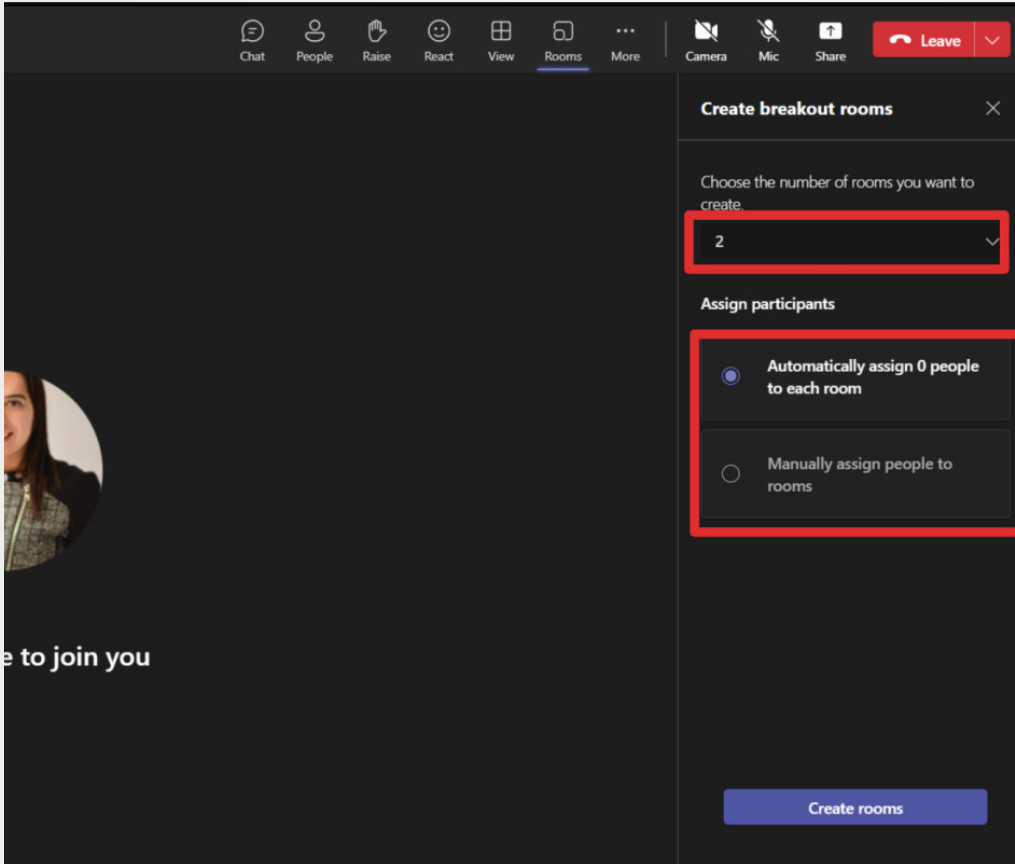 Chat People Raise React View Rooms More Camera Mic Share Leave
Create breakout rooms
Choose the number of rooms you want to
create.
2
Assign participants
Automatically assign 0 people
to each room
Manually assign people to
rooms
e to join you
Create rooms